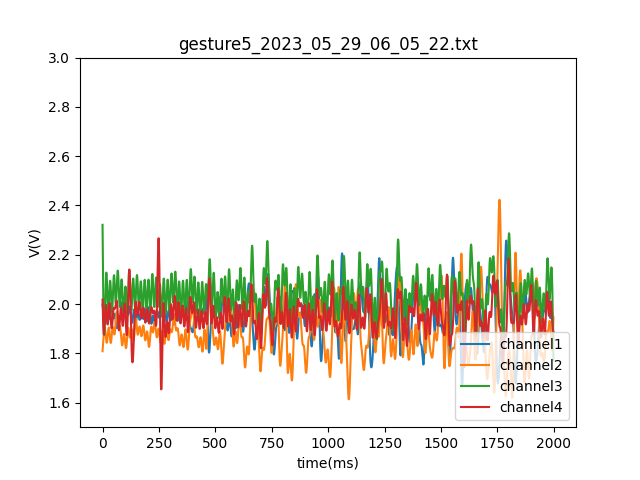 gesture5_2023_05_29_06_05_22.txt
3.0
2.8
2.6
2.4
2.2
2.0
1.8
1.6
V(V)
channel1
channel2
channel3
channel4
0 250 500 750 1000 1250 1500 1750 2000
time(ms)